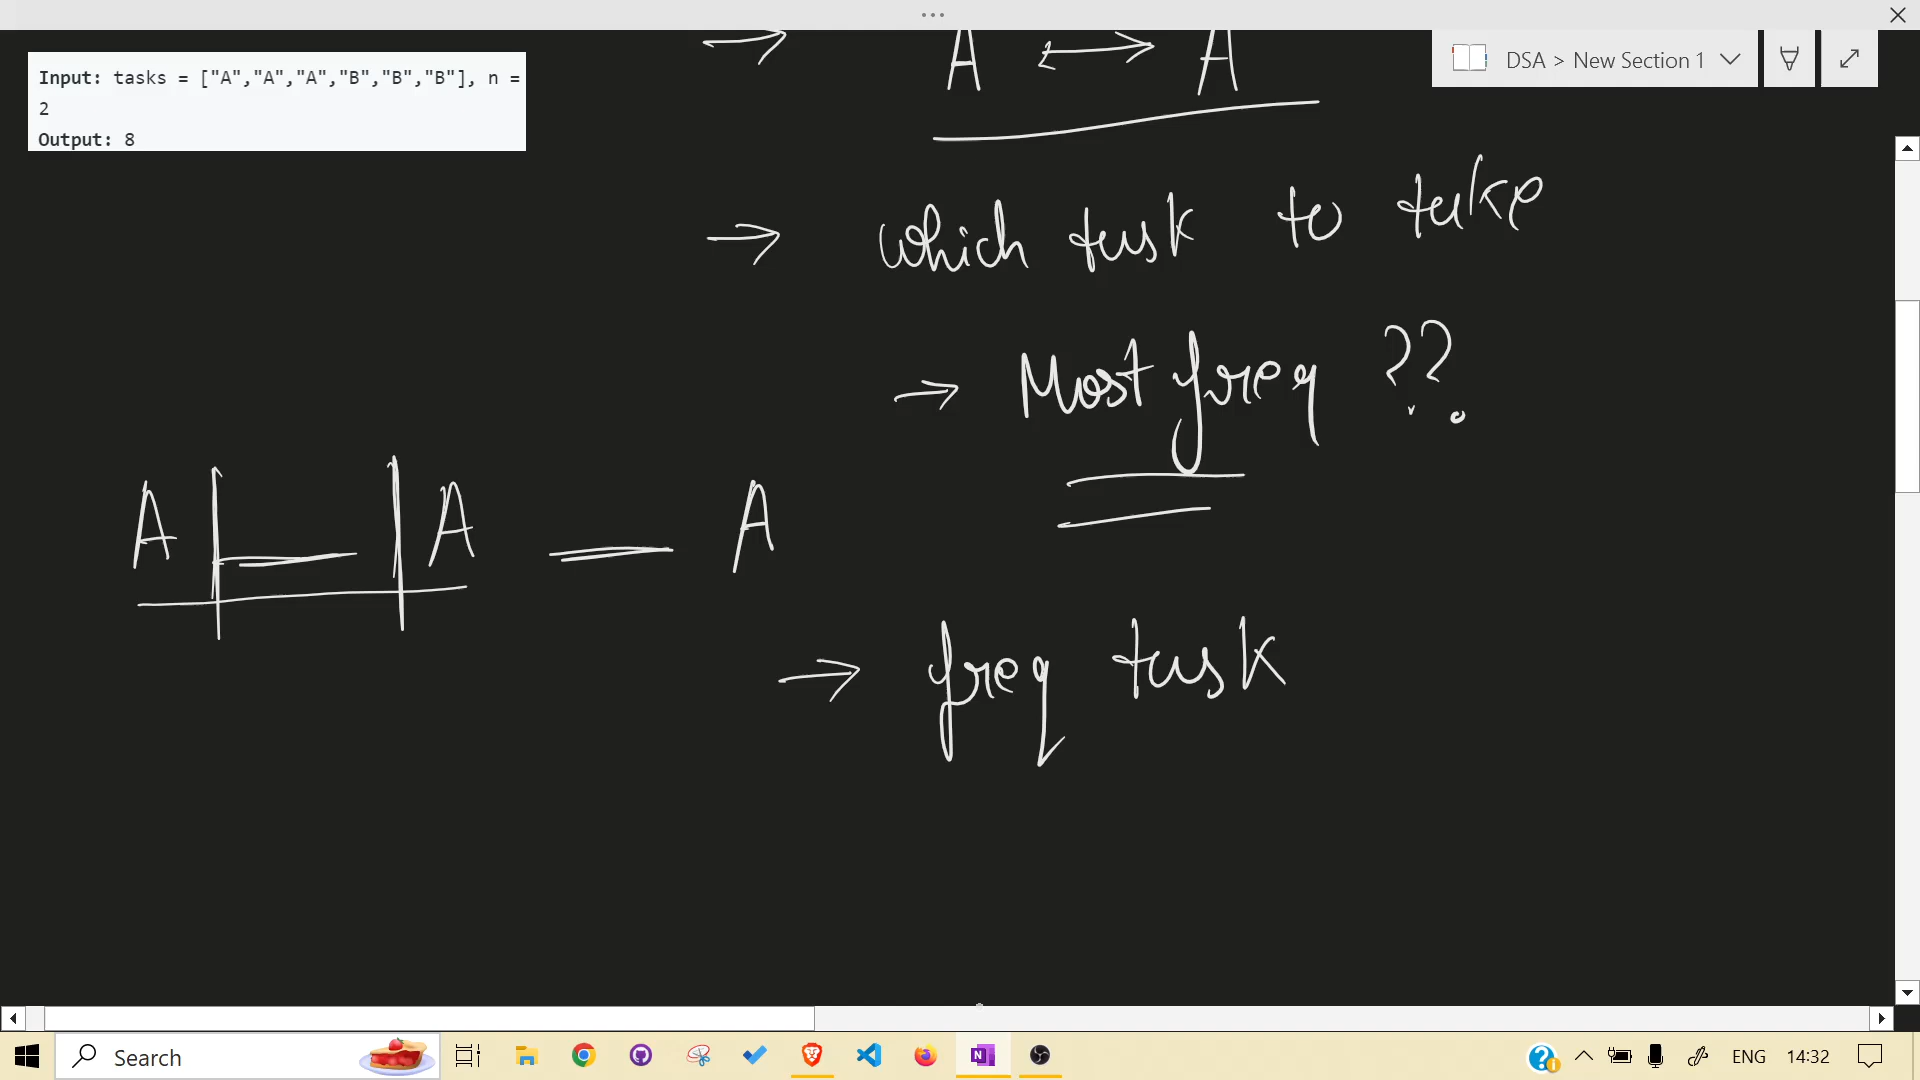 Input: tasks = ["A","A","A","B","B","B"], n =
2
Output: 8
DSA > New Section 1
→ A ↔ A
→ which task to take
→ Most freq ??
A A A
→ freq task
Search
ENG 14:32